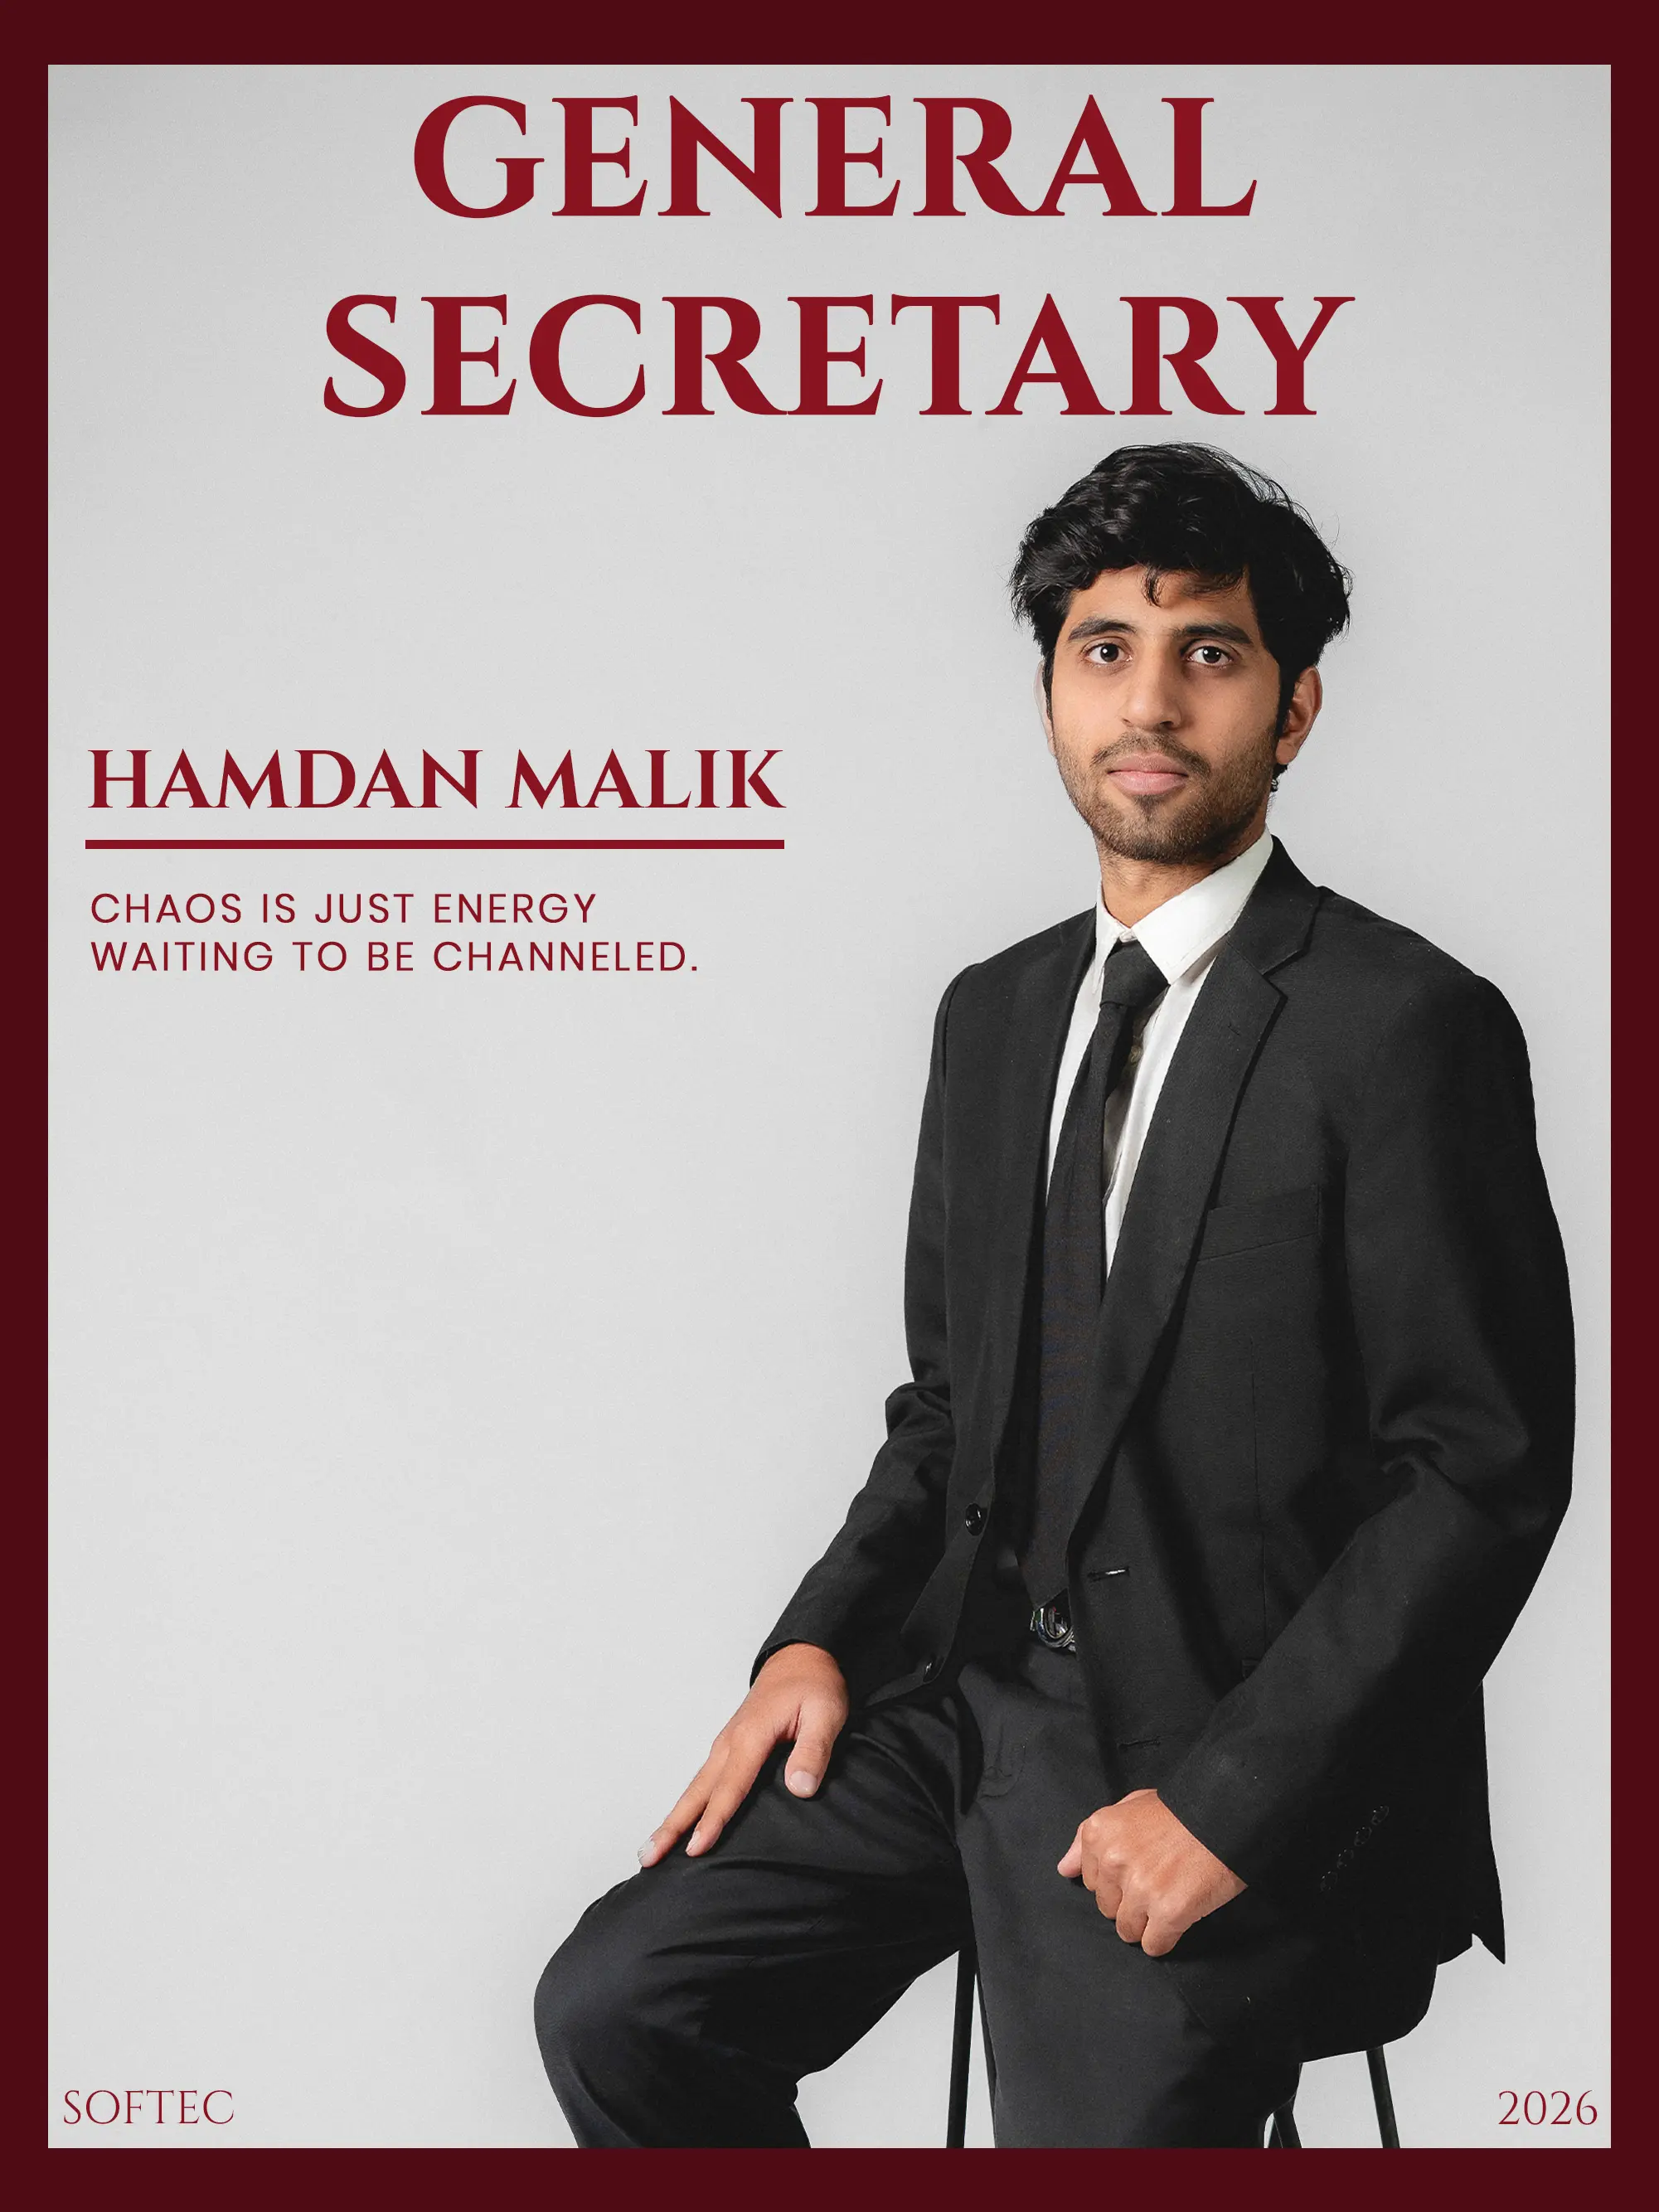 GENERAL
SECRETARY
HAMDAN MALIK
CHAOS IS JUST ENERGY
WAITING TO BE CHANNELED.
SOFTEC
2026